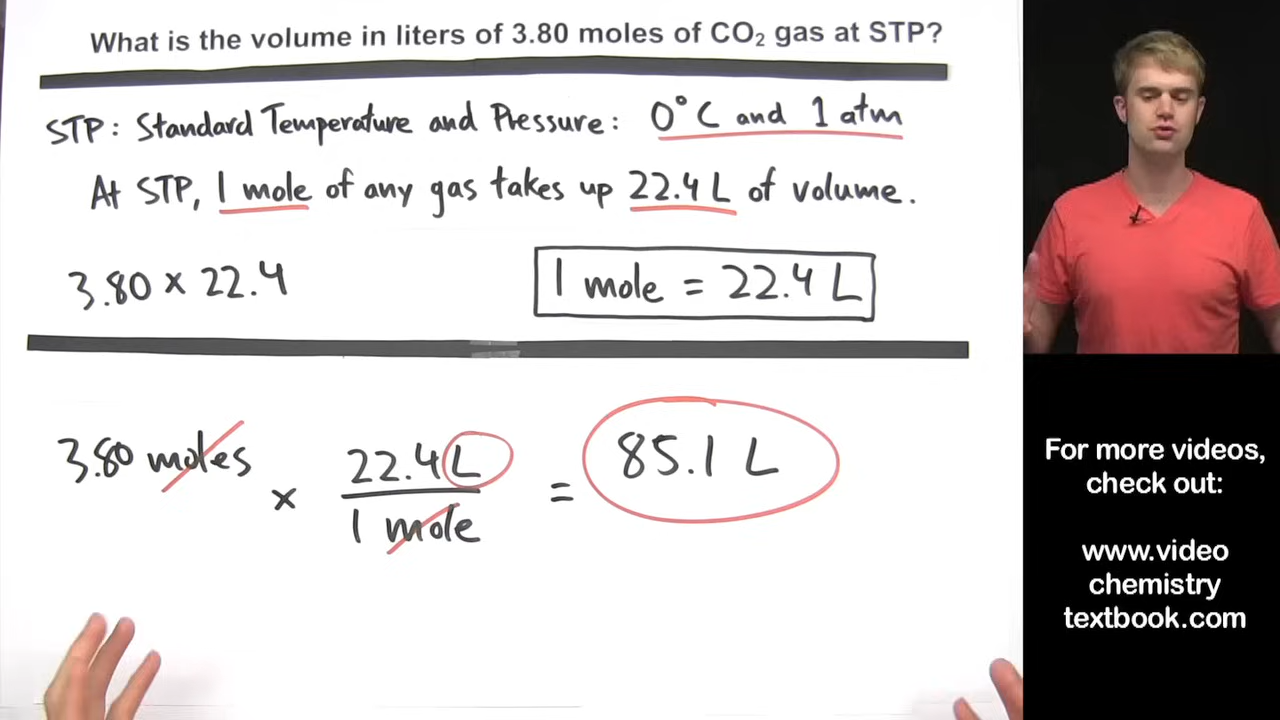 What is the volume in liters of 3.80 moles of CO₂ gas at STP?
STP: Standard Temperature and Pressure: 0°C and 1 atm
At STP, 1 mole of any gas takes up 22.4 L of volume.
3.80 x 22.4
1 mole = 22.4 L
3.80 moles x 22.4 L
1 mole
= 85.1 L
For more videos,
check out:
www.video
chemistry
textbook.com